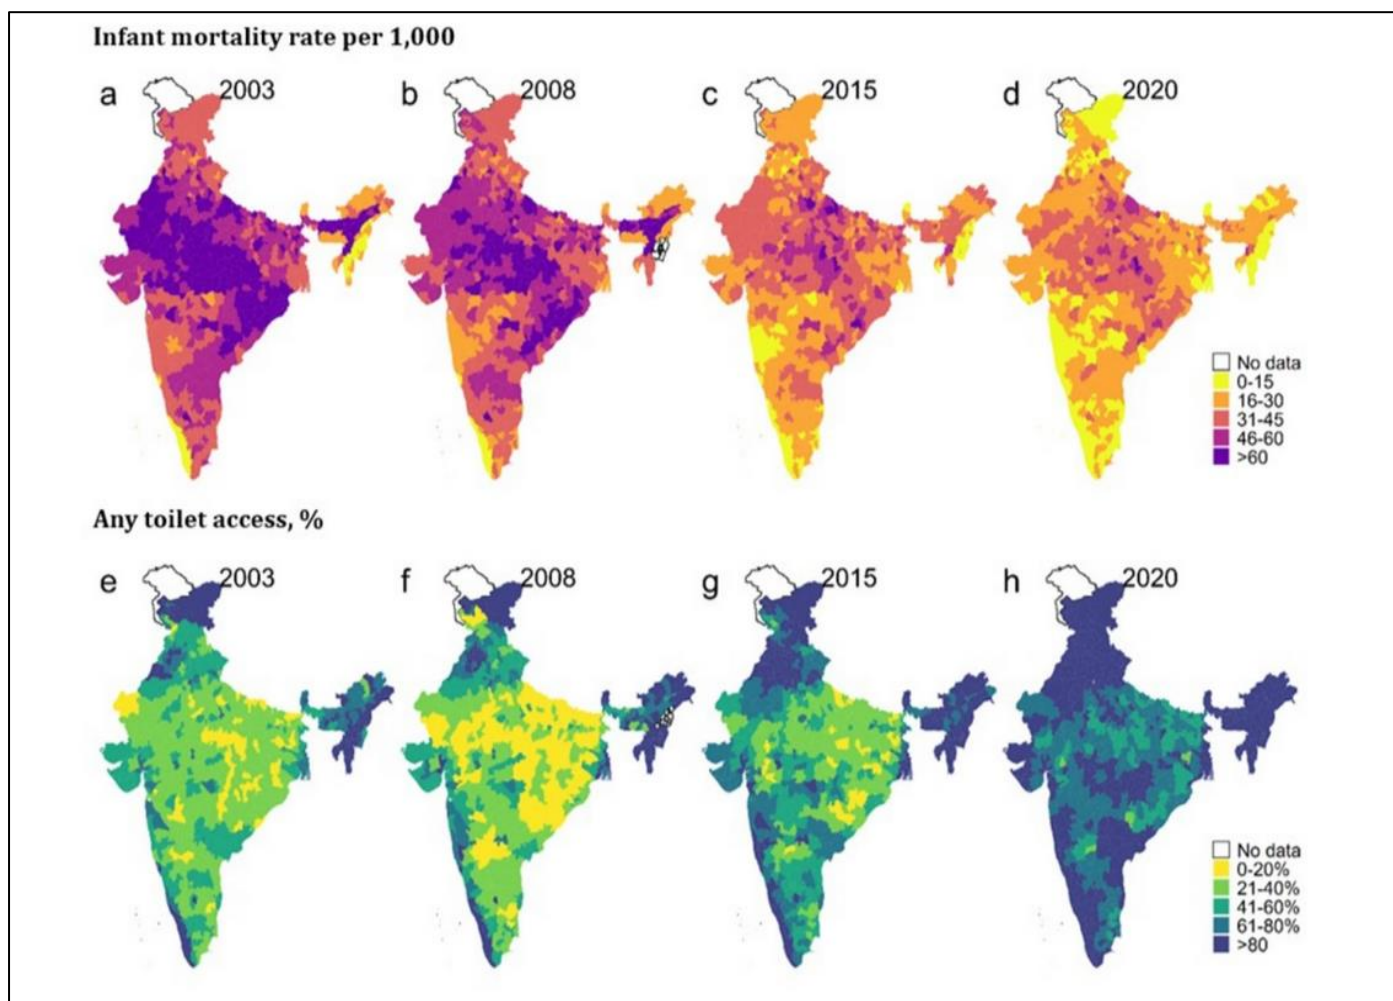 Infant mortality rate per 1,000
a 2003
b 2008
c 2015
d 2020
No data
0-15
16-30
31-45
46-60
>60
Any toilet access, %
e 2003
f 2008
g 2015
h 2020
No data
0-20%
21-40%
41-60%
61-80%
>80